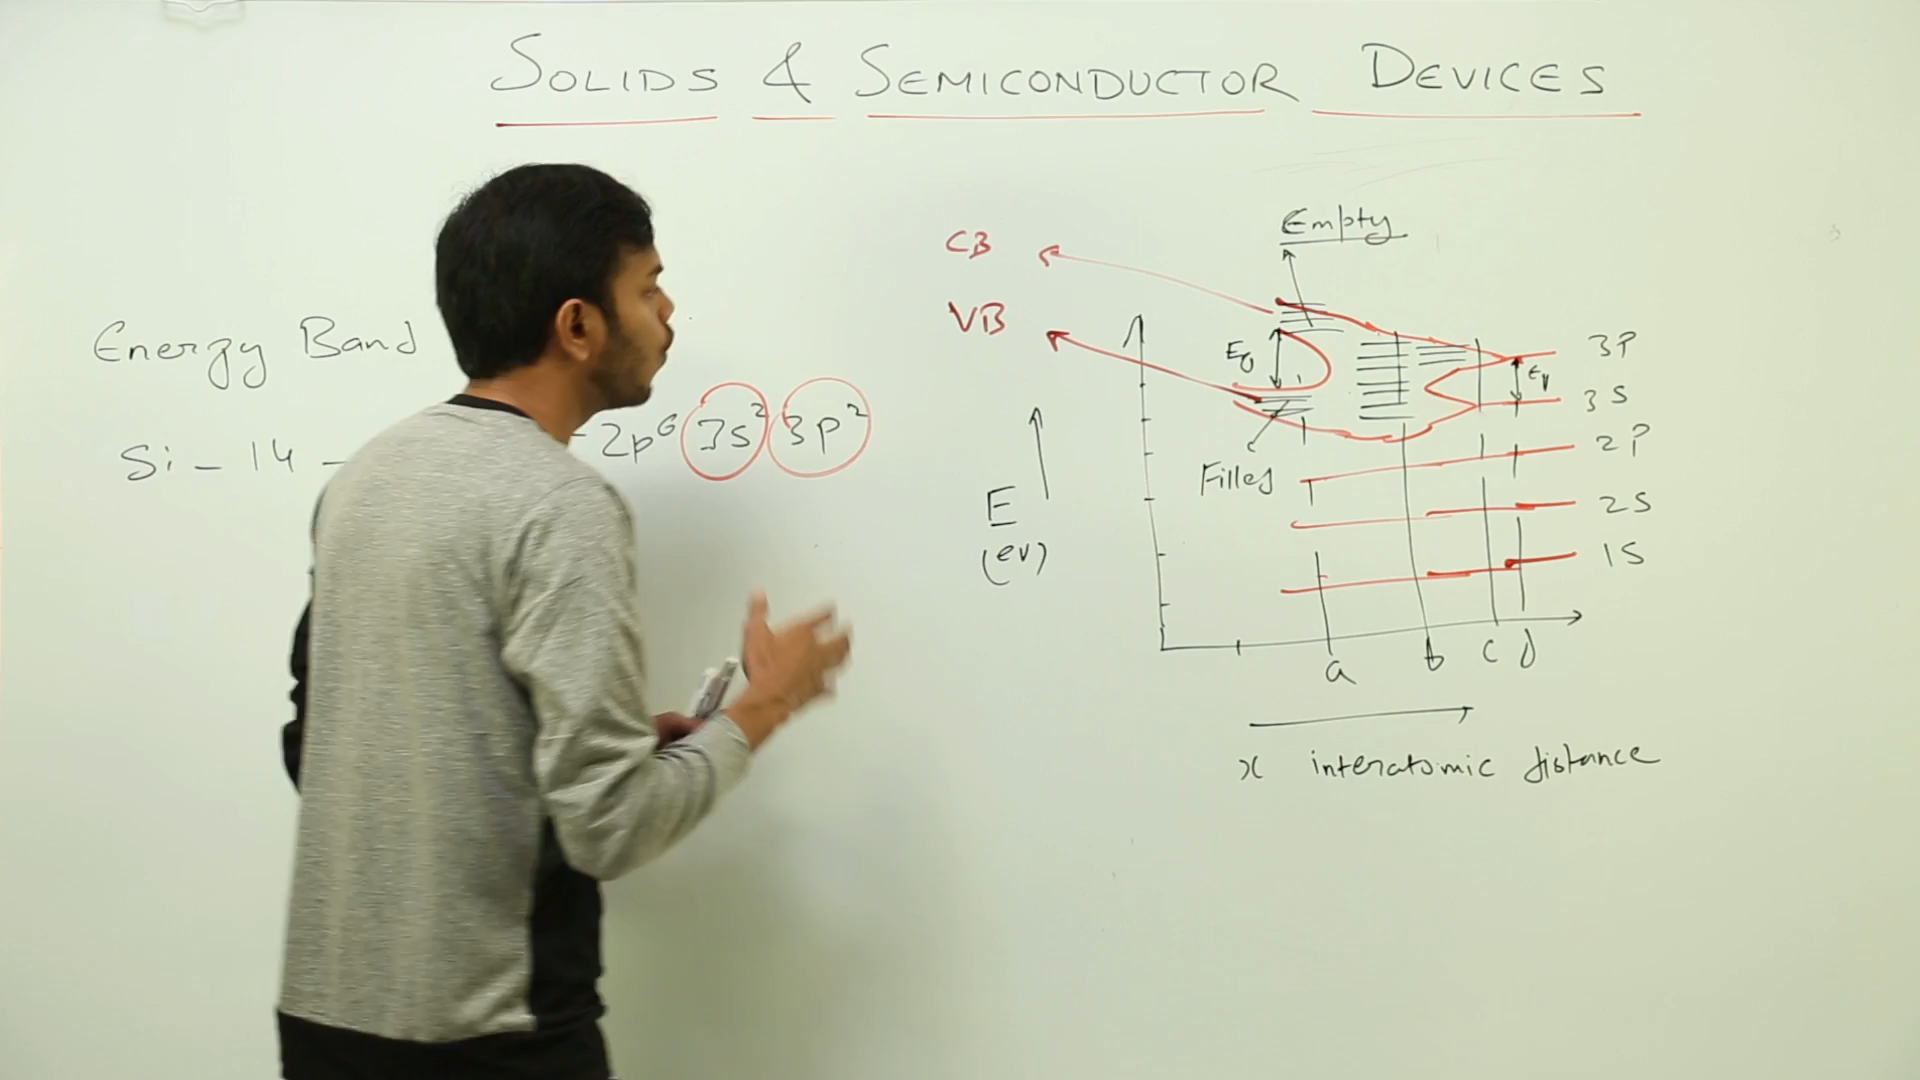 SOLIDS & SEMICONDUCTOR DEVICES
Energy Band
Si - 14 - - 2p⁶ 3s² 3p²
CB
VB
Empty
Eg
Filled
E
(ev)
3P
3S
2P
2S
1S
a b c d
x interatomic distance